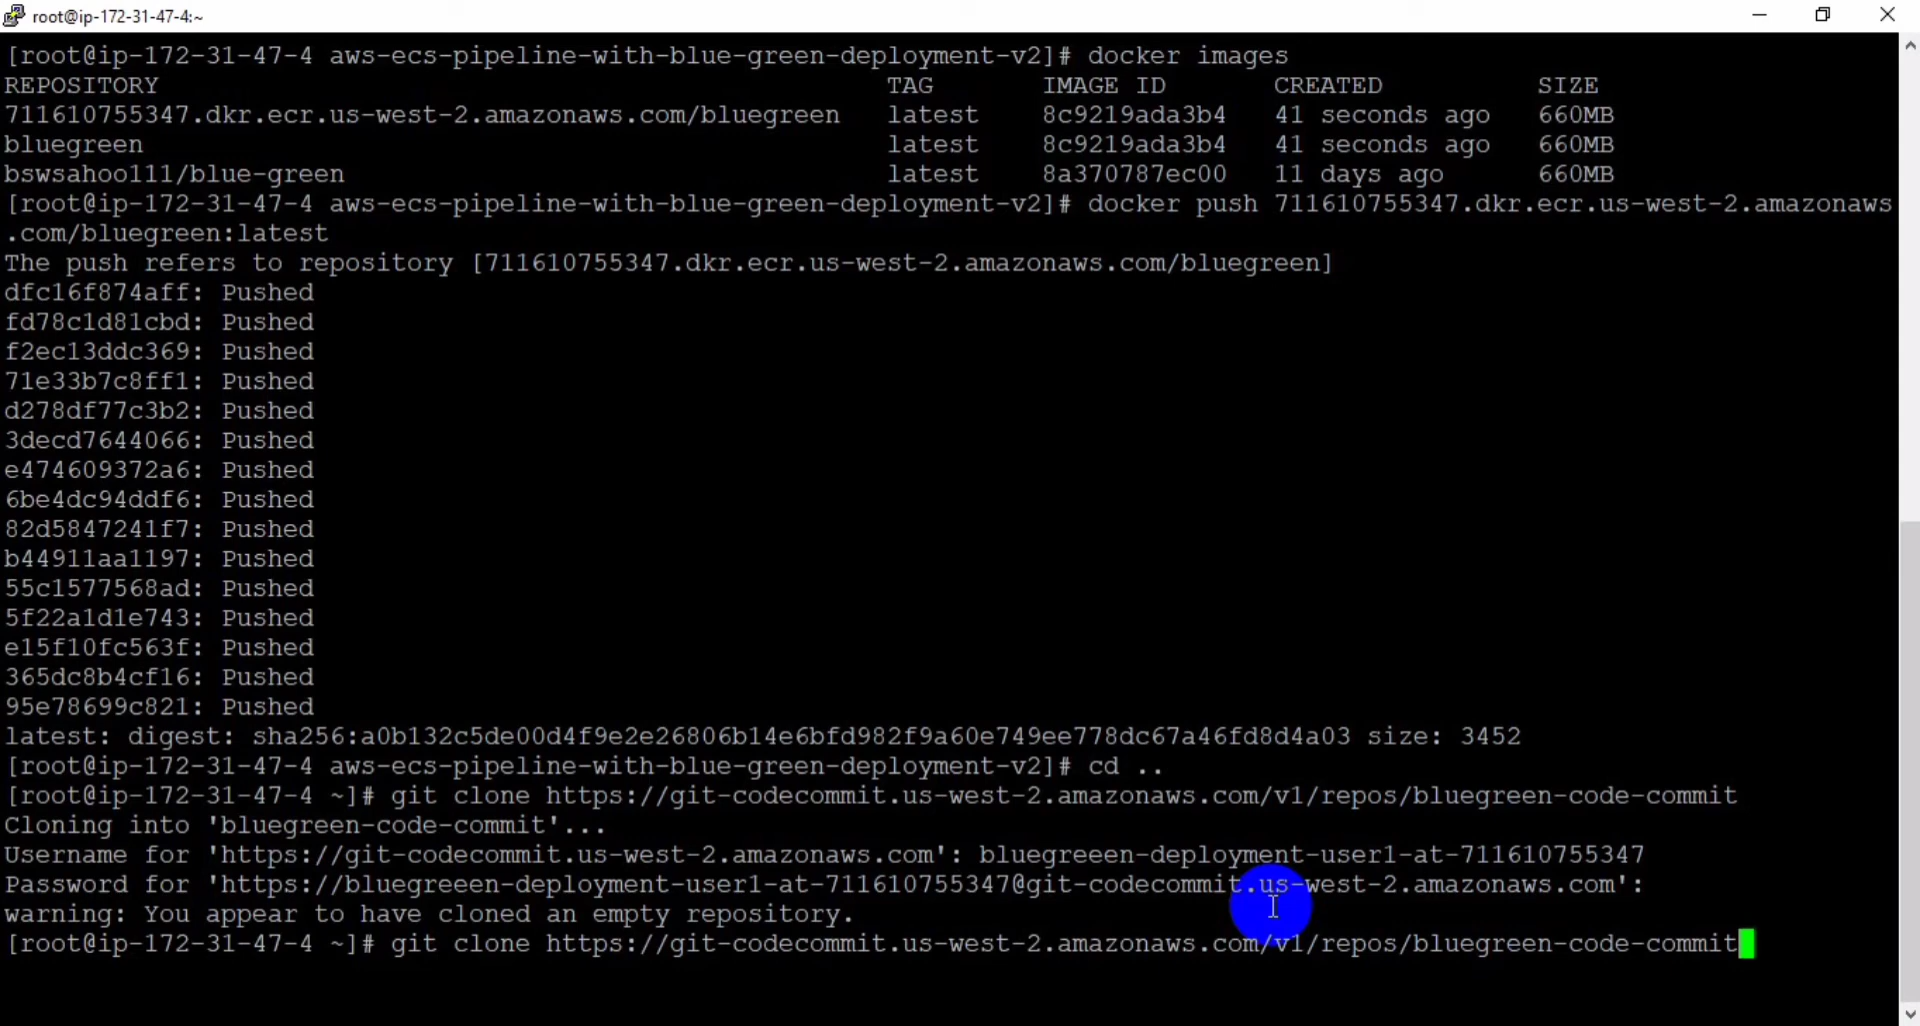 root@ip-172-31-47-4:~
[root@ip-172-31-47-4 aws-ecs-pipeline-with-blue-green-deployment-v2]# docker images
REPOSITORY TAG IMAGE ID CREATED SIZE
711610755347.dkr.ecr.us-west-2.amazonaws.com/bluegreen latest 8c9219ada3b4 41 seconds ago 660MB
bluegreen latest 8c9219ada3b4 41 seconds ago 660MB
bswsahoo111/blue-green latest 8a370787ec00 11 days ago 660MB
[root@ip-172-31-47-4 aws-ecs-pipeline-with-blue-green-deployment-v2]# docker push 711610755347.dkr.ecr.us-west-2.amazonaws
.com/bluegreen:latest
The push refers to repository [711610755347.dkr.ecr.us-west-2.amazonaws.com/bluegreen]
dfc16f874aff: Pushed
fd78c1d81cbd: Pushed
f2ec13ddc369: Pushed
71e33b7c8ff1: Pushed
d278df77c3b2: Pushed
3decd7644066: Pushed
e474609372a6: Pushed
6be4dc94ddf6: Pushed
82d5847241f7: Pushed
b44911aa1197: Pushed
55c1577568ad: Pushed
5f22a1d1e743: Pushed
e15f10fc563f: Pushed
365dc8b4cf16: Pushed
95e78699c821: Pushed
latest: digest: sha256:a0b132c5de00d4f9e2e26806b14e6bfd982f9a60e749ee778dc67a46fd8d4a03 size: 3452
[root@ip-172-31-47-4 aws-ecs-pipeline-with-blue-green-deployment-v2]# cd ..
[root@ip-172-31-47-4 ~]# git clone https://git-codecommit.us-west-2.amazonaws.com/v1/repos/bluegreen-code-commit
Cloning into 'bluegreen-code-commit'...
Username for 'https://git-codecommit.us-west-2.amazonaws.com': bluegreeen-deployment-user1-at-711610755347
Password for 'https://bluegreeen-deployment-user1-at-711610755347@git-codecommit.us-west-2.amazonaws.com':
warning: You appear to have cloned an empty repository.
[root@ip-172-31-47-4 ~]# git clone https://git-codecommit.us-west-2.amazonaws.com/v1/repos/bluegreen-code-commit